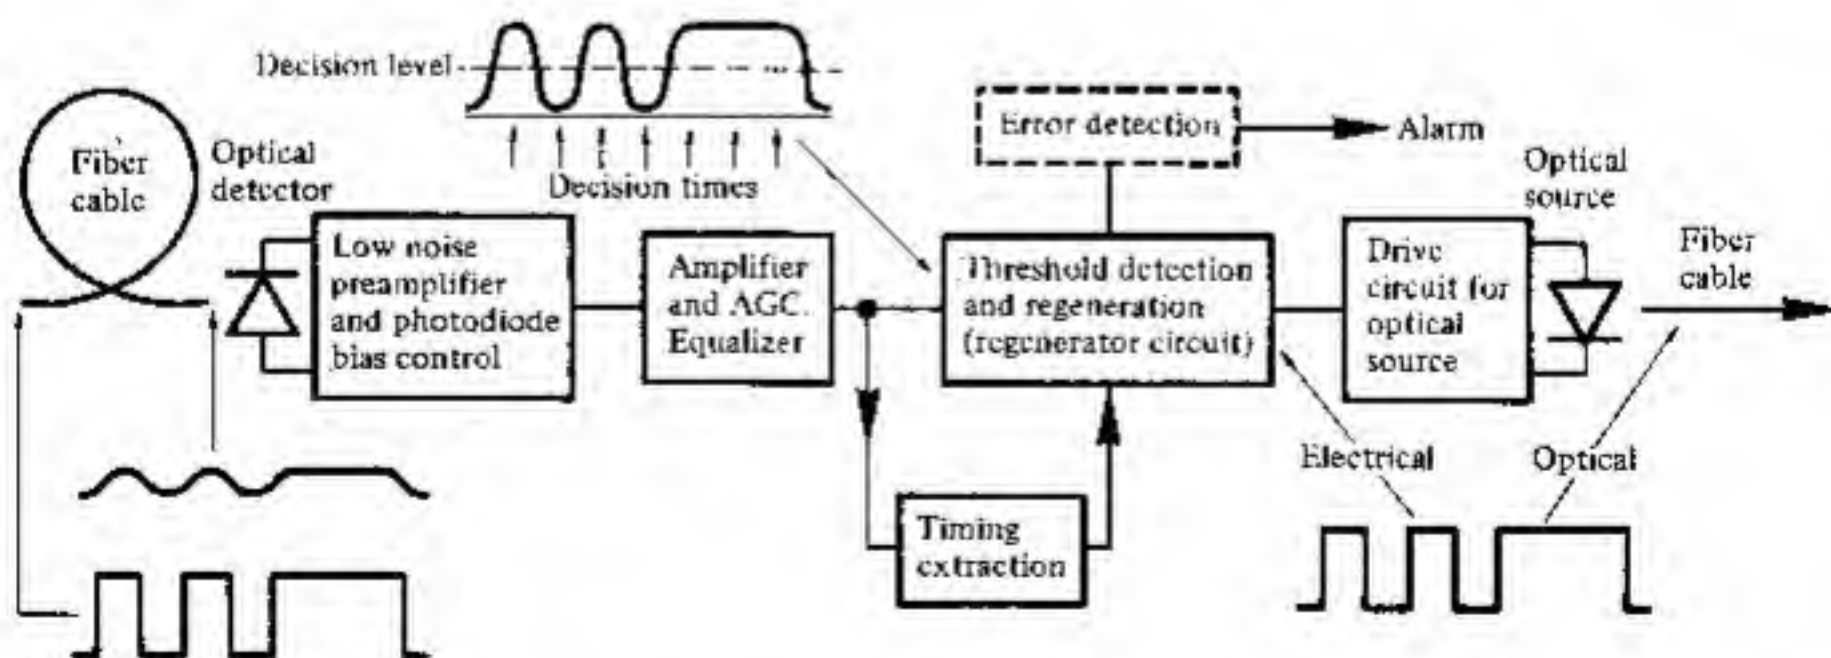 Decision level
Decision times
Fiber
cable
Optical
detector
Low noise
preamplifier
and photodiode
bias control
Amplifier
and AGC.
Equalizer
Error detection
Alarm
Threshold detection
and regeneration
(regenerator circuit)
Timing
extraction
Optical
source
Drive
circuit for
optical
source
Fiber
cable
Electrical
Optical